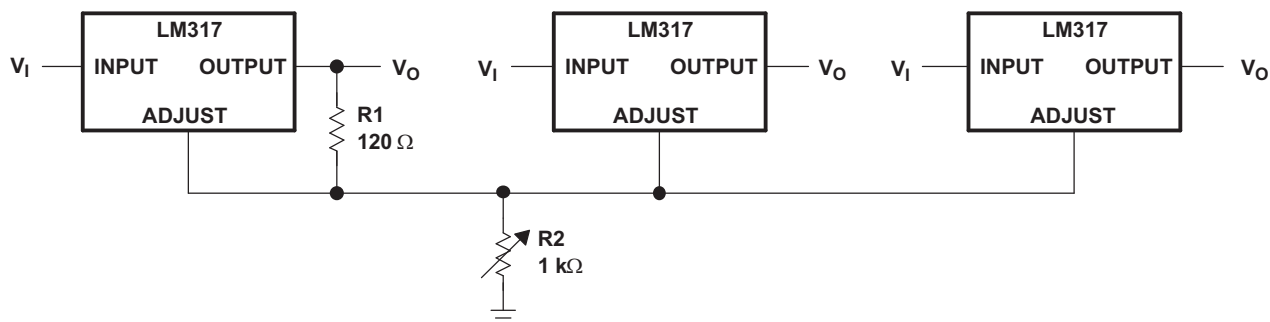 LM317
V_I INPUT OUTPUT V_O
ADJUST
R1
120 Ω
LM317
V_I INPUT OUTPUT V_O
ADJUST
LM317
V_I INPUT OUTPUT V_O
ADJUST
R2
1 kΩ